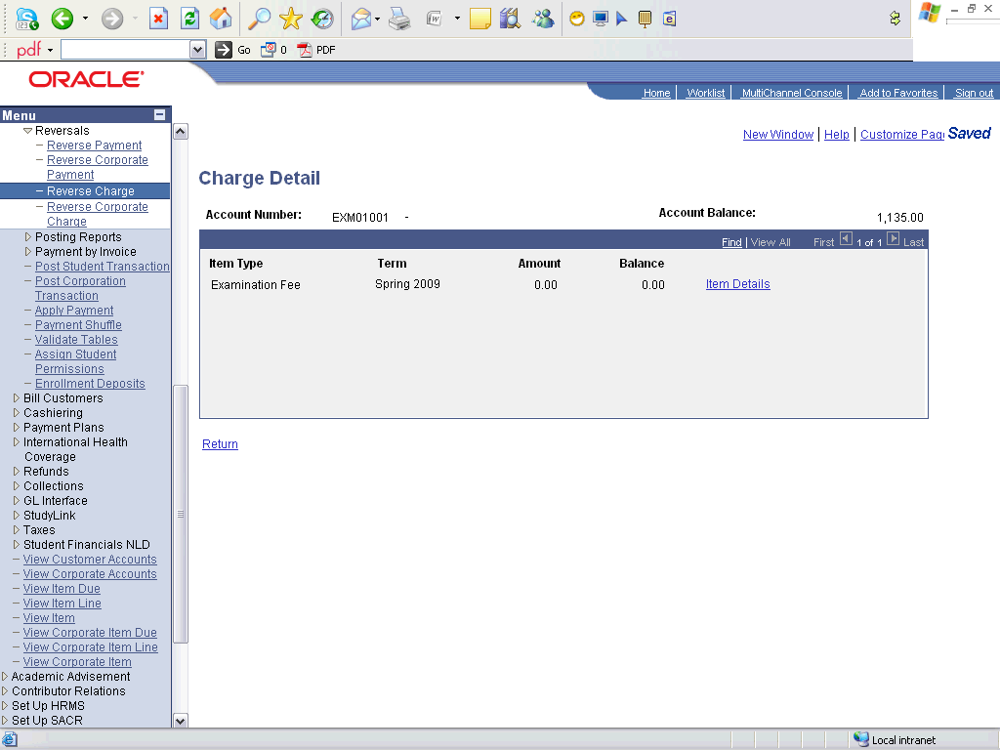 pdf
Go
0
PDF
ORACLE
Home
Worklist
MultiChannel Console
Add to Favorites
Sign out
Menu
Reversals
Reverse Payment
Reverse Corporate
Payment
Reverse Charge
Reverse Corporate
Charge
Posting Reports
Payment by Invoice
Post Student Transaction
Post Corporation
Transaction
Apply Payment
Payment Shuffle
Validate Tables
Assign Student
Permissions
Enrollment Deposits
Bill Customers
Cashiering
Payment Plans
International Health
Coverage
Refunds
Collections
GL Interface
StudyLink
Taxes
Student Financials NLD
View Customer Accounts
View Corporate Accounts
View Item Due
View Item Line
View Item
View Corporate Item Due
View Corporate Item Line
View Corporate Item
Academic Advisement
Contributor Relations
Set Up HRMS
Set Up SACR
New Window | Help | Customize Pag Saved
Charge Detail
Account Number: EXM01001 - Account Balance: 1,135.00
Find | View All First 1 of 1 Last
Item Type Term Amount Balance
Examination Fee Spring 2009 0.00 0.00 Item Details
Return
Local intranet